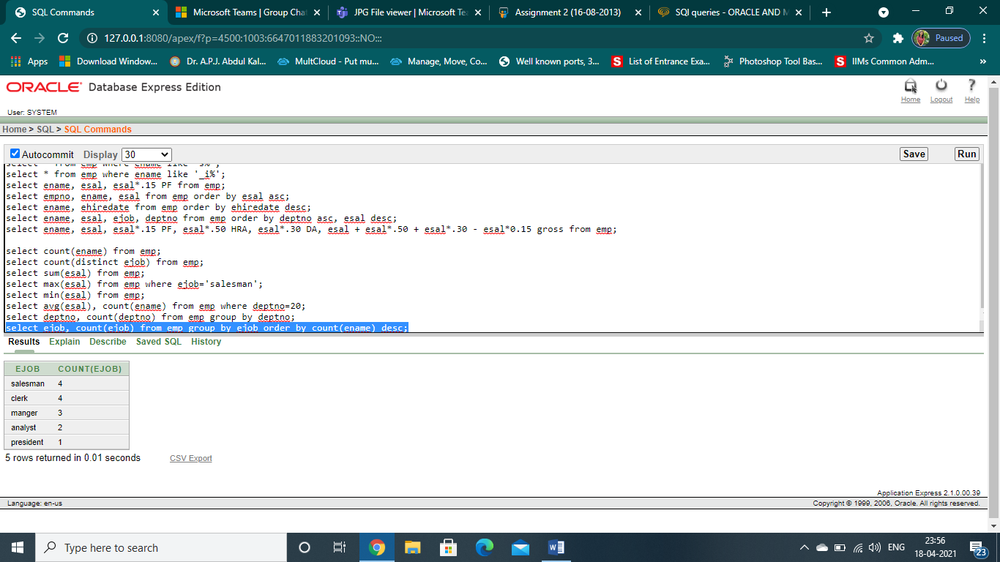 SQL Commands
Microsoft Teams | Group Cha
JPG File viewer | Microsoft Te
Assignment 2 (16-08-2013)
SQl queries - ORACLE AND M
127.0.0.1:8080/apex/f?p=4500:1003:6647011883201093::NO:::
Paused
Apps
Download Window...
Dr. A.P.J. Abdul Kal...
MultCloud - Put mu...
Manage, Move, Co...
Well known ports, 3...
List of Entrance Exa...
Photoshop Tool Bas...
IIMs Common Adm...
ORACLE Database Express Edition
Home
Logout
Help
User: SYSTEM
Home > SQL > SQL Commands
Autocommit Display 30
Save
Run
select * from emp where ename like 's%';
select * from emp where ename like '_i%';
select ename, esal, esal*.15 PF from emp;
select empno, ename, esal from emp order by esal asc;
select ename, ehiredate from emp order by ehiredate desc;
select ename, esal, ejob, deptno from emp order by deptno asc, esal desc;
select ename, esal, esal*.15 PF, esal*.50 HRA, esal*.30 DA, esal + esal*.50 + esal*.30 - esal*0.15 gross from emp;
select count(ename) from emp;
select count(distinct ejob) from emp;
select sum(esal) from emp;
select max(esal) from emp where ejob='salesman';
select min(esal) from emp;
select avg(esal), count(ename) from emp where deptno=20;
select deptno, count(deptno) from emp group by deptno;
select ejob, count(ejob) from emp group by ejob order by count(ename) desc;
Results Explain Describe Saved SQL History
EJOB COUNT(EJOB)
salesman 4
clerk 4
manger 3
analyst 2
president 1
5 rows returned in 0.01 seconds
CSV Export
Application Express 2.1.0.00.39
Language: en-us
Copyright © 1999, 2006, Oracle. All rights reserved.
Type here to search
ENG
23:56
18-04-2021
23